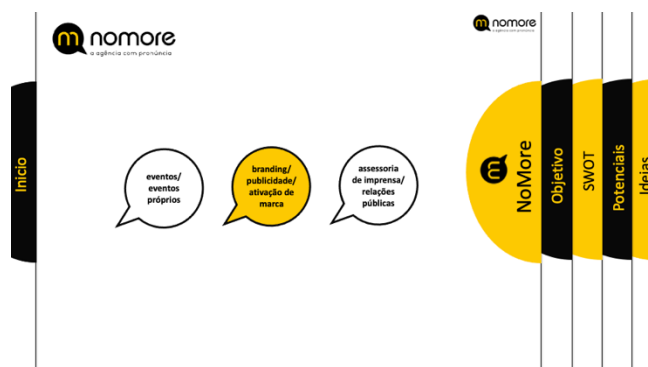 nomore
a agência com pronúncia
Inicio
eventos/
eventos
próprios
branding/
publicidade/
ativação de
marca
assessoria
de imprensa/
relações
públicas
nomore
a agência com pronúncia
NoMore
Objetivo
SWOT
Potenciais
Ideias